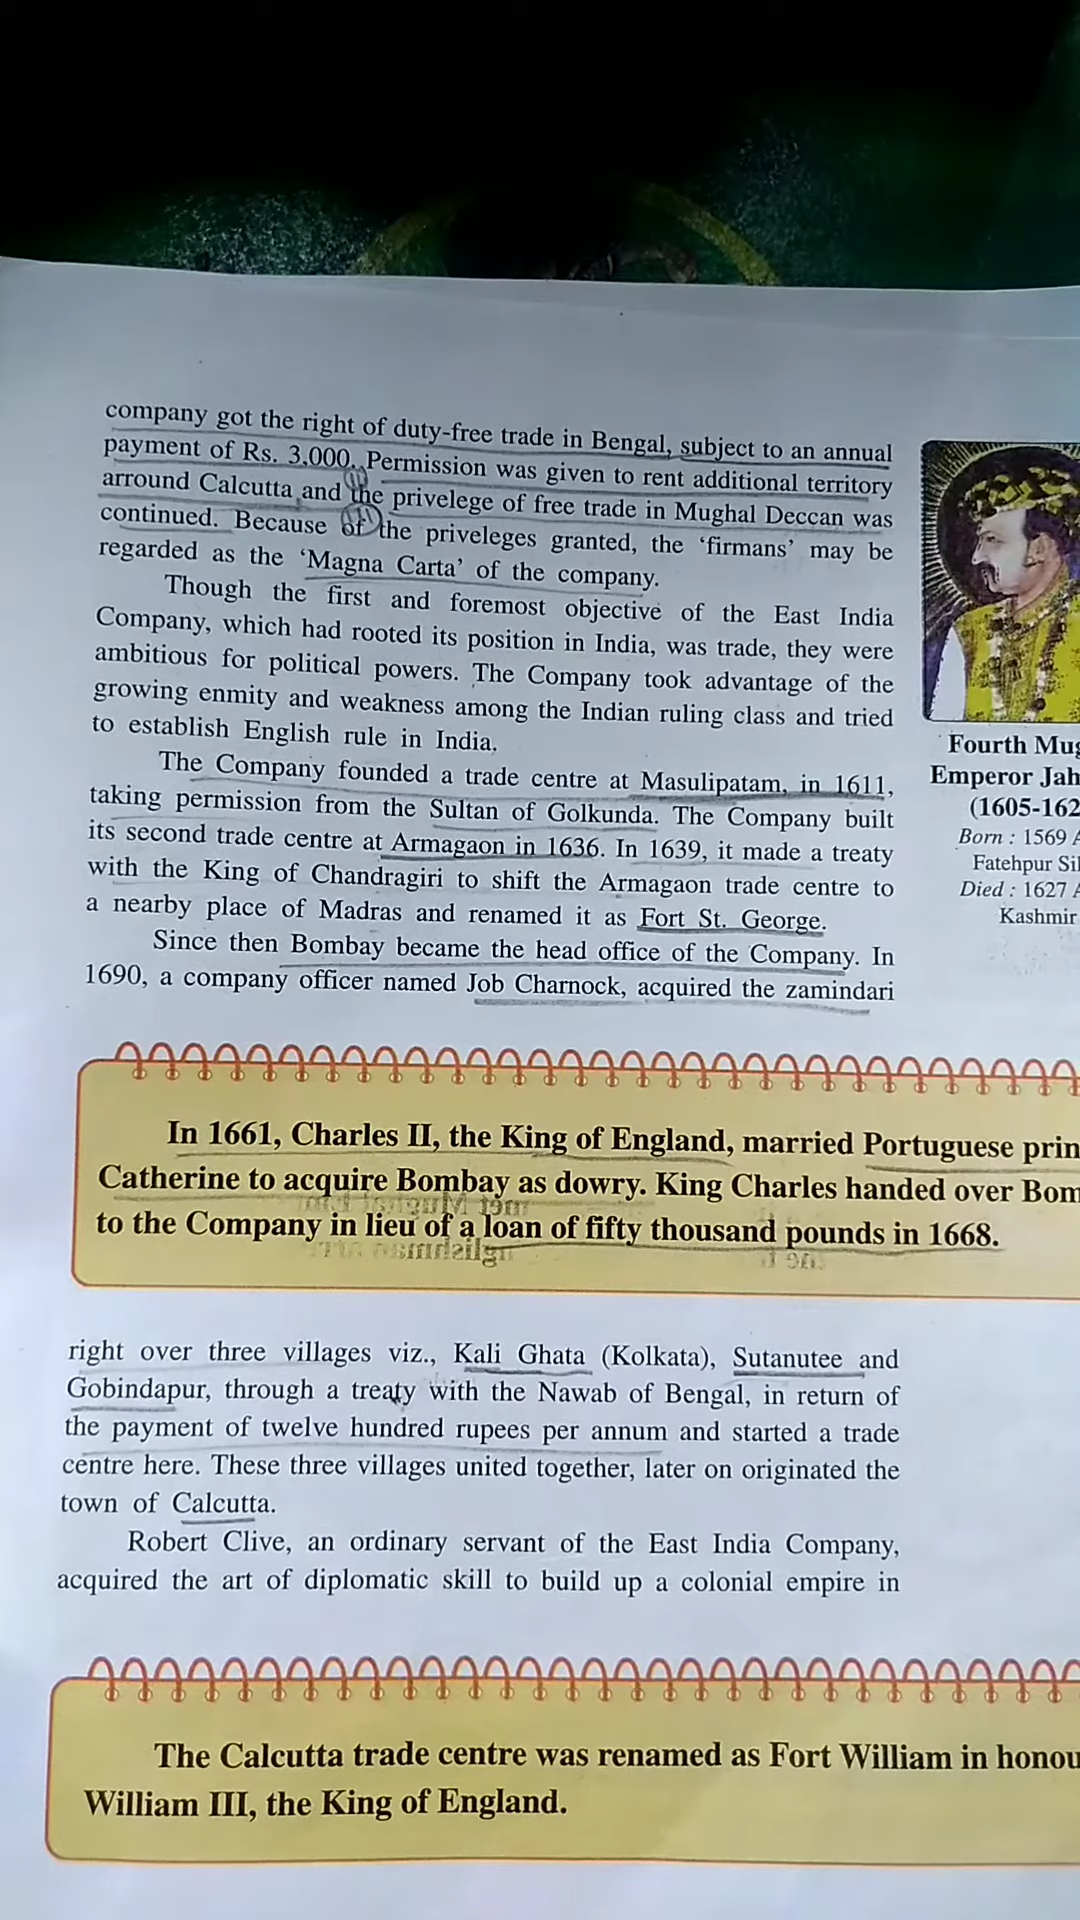 company got the right of duty-free trade in Bengal, subject to an annual
payment of Rs. 3,000. Permission was given to rent additional territory
arround Calcutta and the privelege of free trade in Mughal Deccan was
continued. Because of the priveleges granted, the ‘firmans’ may be
regarded as the ‘Magna Carta’ of the company.
Though the first and foremost objective of the East India
Company, which had rooted its position in India, was trade, they were
ambitious for political powers. The Company took advantage of the
growing enmity and weakness among the Indian ruling class and tried
to establish English rule in India.
The Company founded a trade centre at Masulipatam, in 1611,
taking permission from the Sultan of Golkunda. The Company built
its second trade centre at Armagaon in 1636. In 1639, it made a treaty
with the King of Chandragiri to shift the Armagaon trade centre to
a nearby place of Madras and renamed it as Fort St. George.
Since then Bombay became the head office of the Company. In
1690, a company officer named Job Charnock, acquired the zamindari
Fourth Mug
Emperor Jah
(1605-162
Born : 1569 A
Fatehpur Sil
Died : 1627 A
Kashmir
In 1661, Charles II, the King of England, married Portuguese prin
Catherine to acquire Bombay as dowry. King Charles handed over Bom
to the Company in lieu of a loan of fifty thousand pounds in 1668.
right over three villages viz., Kali Ghata (Kolkata), Sutanutee and
Gobindapur, through a treaty with the Nawab of Bengal, in return of
the payment of twelve hundred rupees per annum and started a trade
centre here. These three villages united together, later on originated the
town of Calcutta.
Robert Clive, an ordinary servant of the East India Company,
acquired the art of diplomatic skill to build up a colonial empire in
The Calcutta trade centre was renamed as Fort William in honou
William III, the King of England.